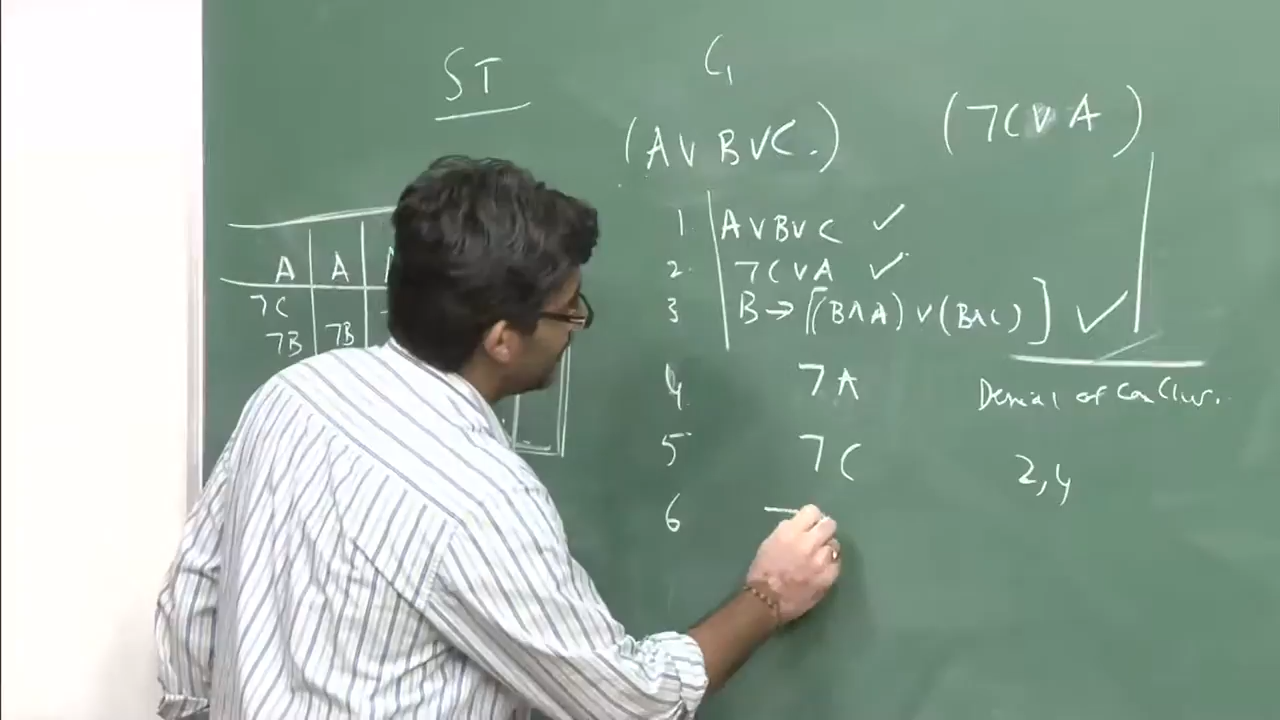 ST
C₁
(A ∨ B ∨ C.) (¬C ∨ A)
1. A ∨ B ∨ C ✓
2. ¬C ∨ A ✓
3 B → [(B ∧ A) ∨ (B ∧ C)] ✓
4. ¬A Denial of Conclus.
5 ¬C 2,4
6
A A
¬C
¬B ¬B